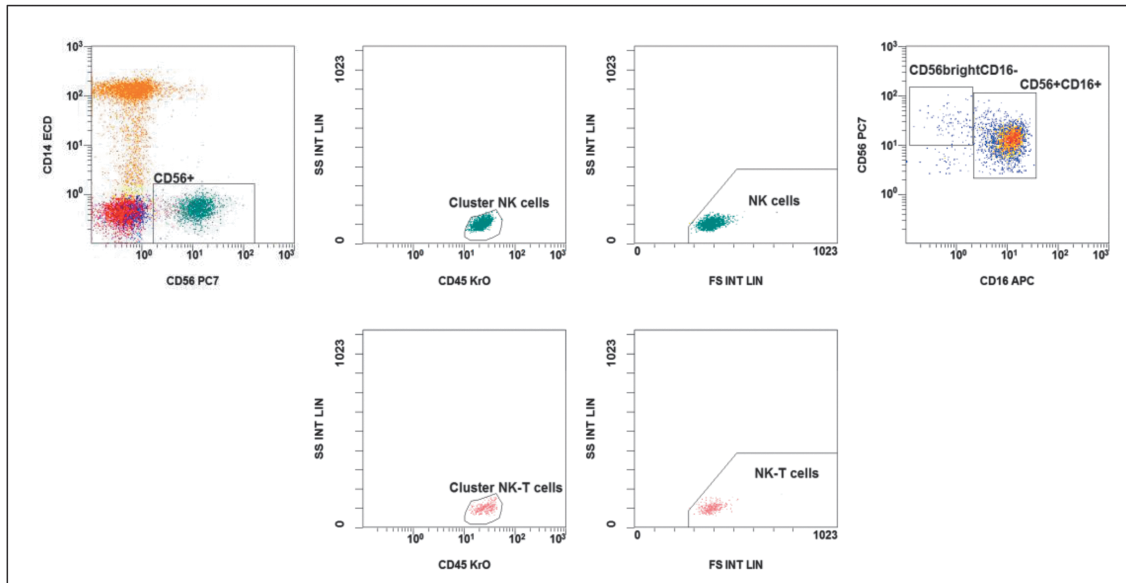 10³
10²
10¹
10⁰
CD14 ECD
CD56+
10⁰ 10¹ 10² 10³
CD56 PC7
1023
0
SS INT LIN
Cluster NK cells
10⁰ 10¹ 10² 10³
CD45 KrO
1023
0
SS INT LIN
NK cells
0 1023
FS INT LIN
10³
10²
10¹
10⁰
CD56 PC7
CD56brightCD16-
CD56+CD16+
10⁰ 10¹ 10² 10³
CD16 APC
1023
0
SS INT LIN
Cluster NK-T cells
10⁰ 10¹ 10² 10³
CD45 KrO
1023
0
SS INT LIN
NK-T cells
0 1023
FS INT LIN